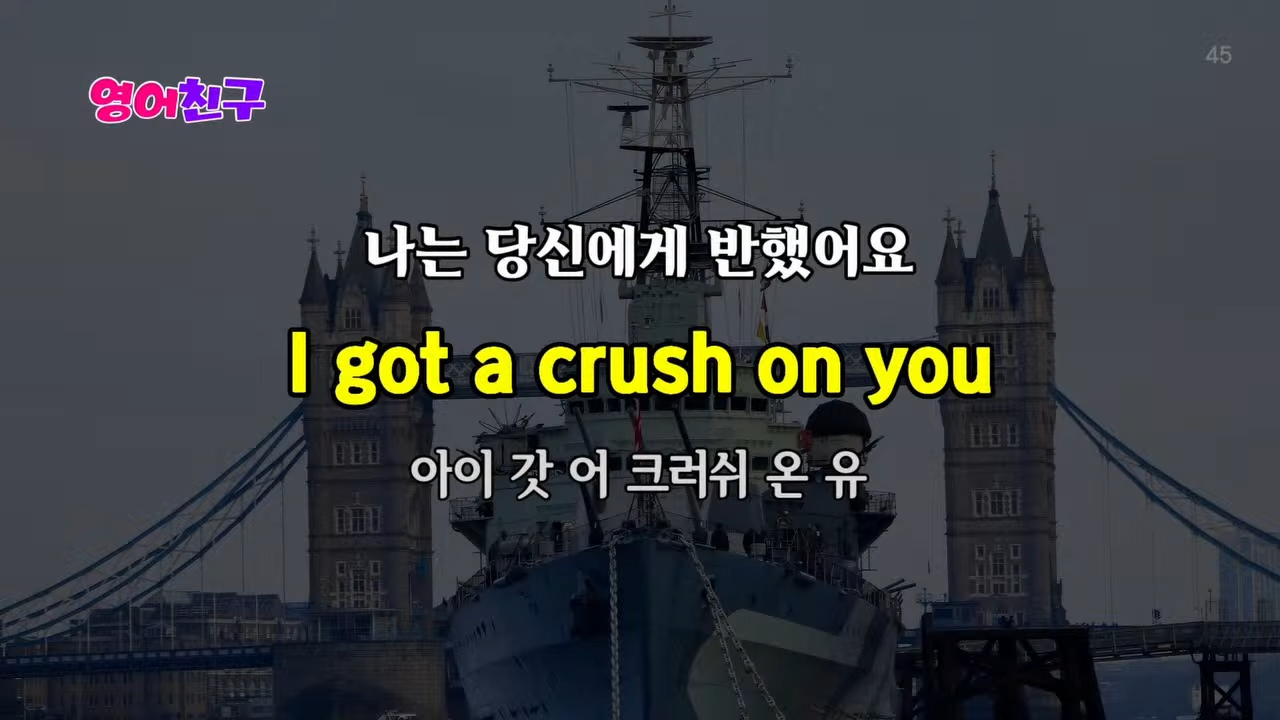 45
영어친구
나는 당신에게 반했어요
I got a crush on you
아이 갓 어 크러쉬 온 유